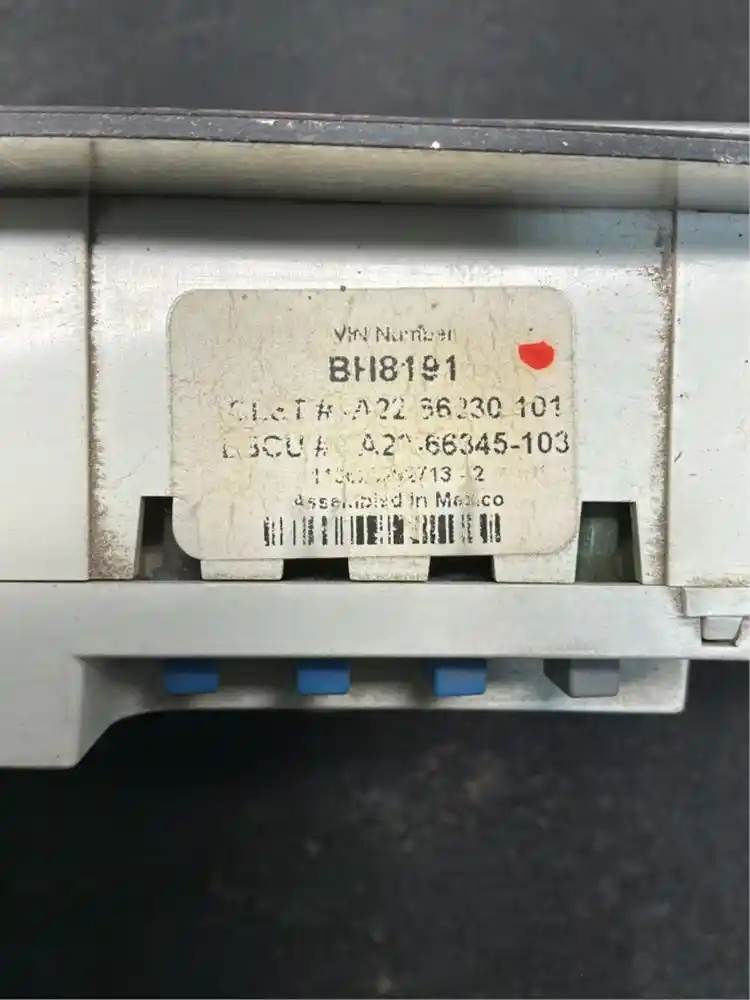 VIN Number
BH8191
# A22 66230 101
# A22-66345-103
Assembled in Mexico